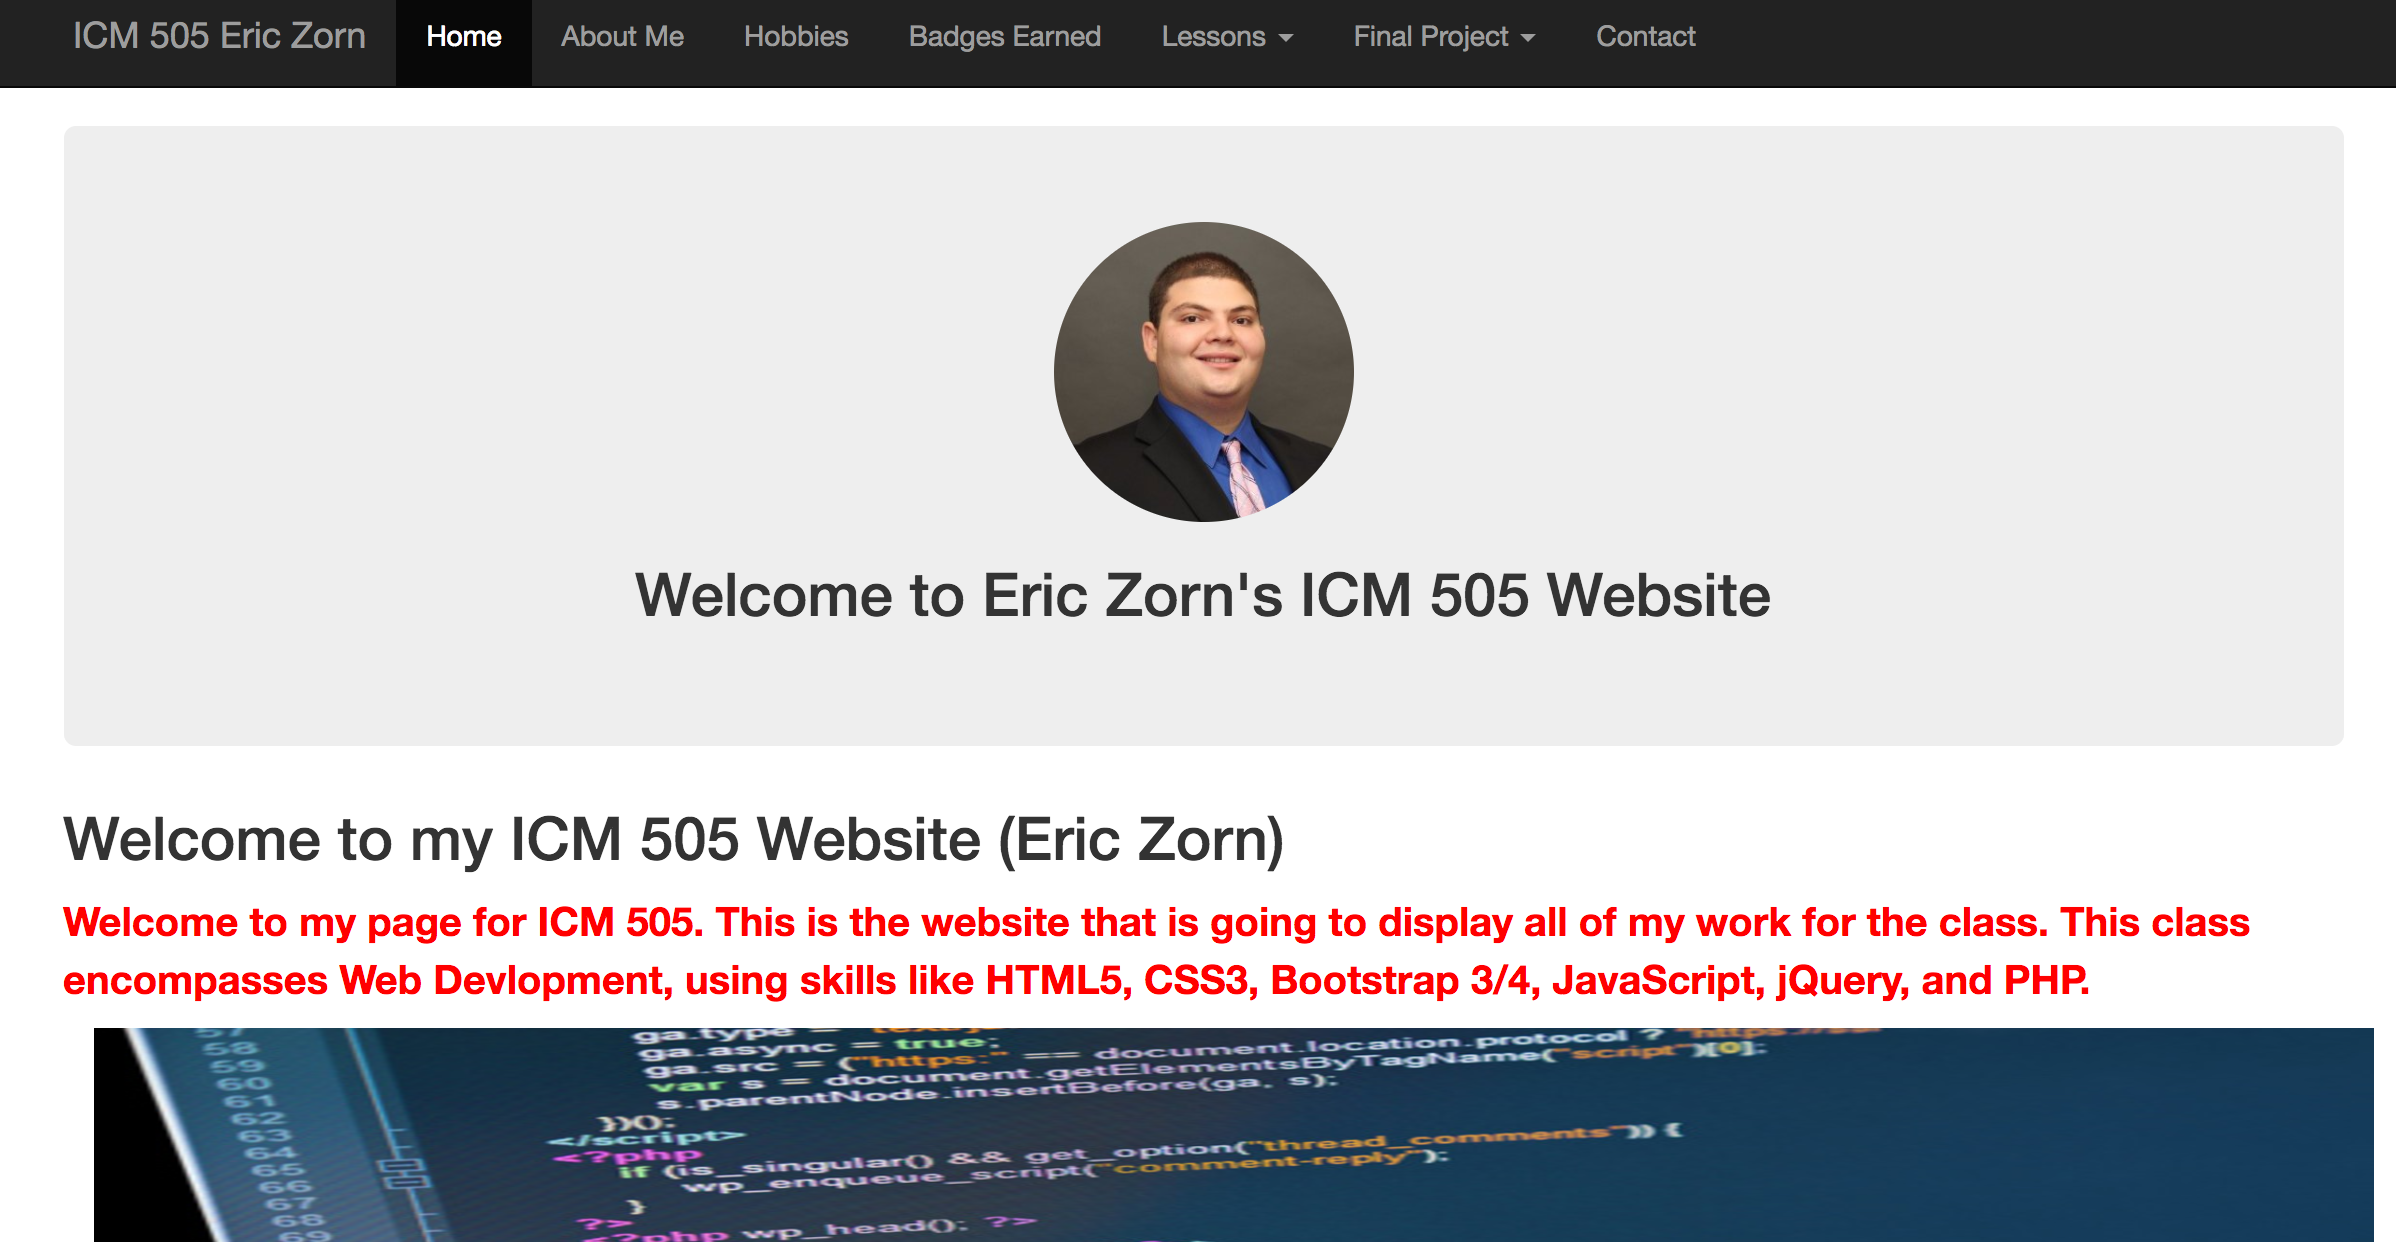 ICM 505 Eric Zorn Home About Me Hobbies Badges Earned Lessons Final Project Contact
Welcome to Eric Zorn's ICM 505 Website
Welcome to my ICM 505 Website (Eric Zorn)
Welcome to my page for ICM 505. This is the website that is going to display all of my work for the class. This class
encompasses Web Devlopment, using skills like HTML5, CSS3, Bootstrap 3/4, JavaScript, jQuery, and PHP.
ga.type =
58 ga.async = true;
59 ga.src = ("https:" == document.location.protocol ?
60 var s = document.getElementsByTagName("script")[0];
61 s.parentNode.insertBefore(ga, s);
62 })();
63 </script>
64 <?php
65 if (is_singular() && get_option("thread_comments")) {
66 wp_enqueue_script("comment-reply");
67 }
68 ?>
69 <?php wp_head(); ?>